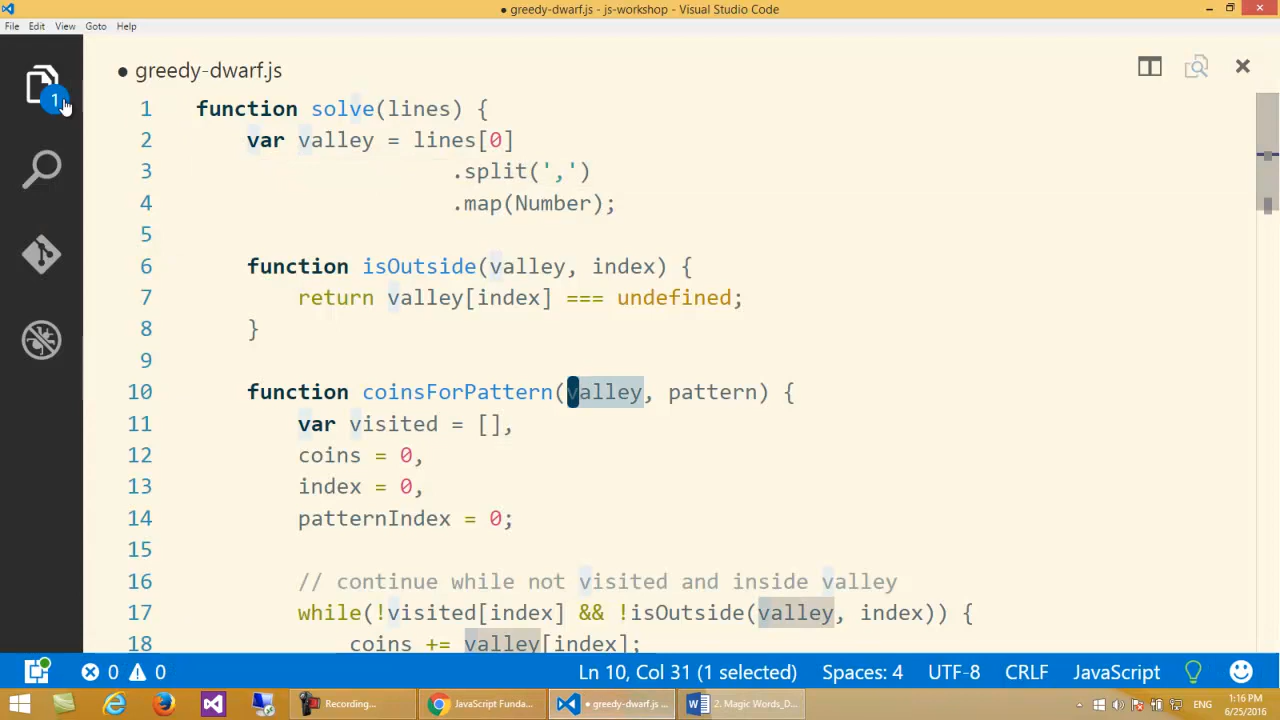 ● greedy-dwarf.js - js-workshop - Visual Studio Code
File Edit View Goto Help
● greedy-dwarf.js
1
1 function solve(lines) {
2 var valley = lines[0]
3 .split(',')
4 .map(Number);
5
6 function isOutside(valley, index) {
7 return valley[index] === undefined;
8 }
9
10 function coinsForPattern(valley, pattern) {
11 var visited = [],
12 coins = 0,
13 index = 0,
14 patternIndex = 0;
15
16 // continue while not visited and inside valley
17 while(!visited[index] && !isOutside(valley, index)) {
18 coins += valley[index];
0 0 Ln 10, Col 31 (1 selected) Spaces: 4 UTF-8 CRLF JavaScript
Recording... JavaScript Funda... ● greedy-dwarf.js ... 2. Magic Words_D... ENG 1:16 PM
6/25/2016